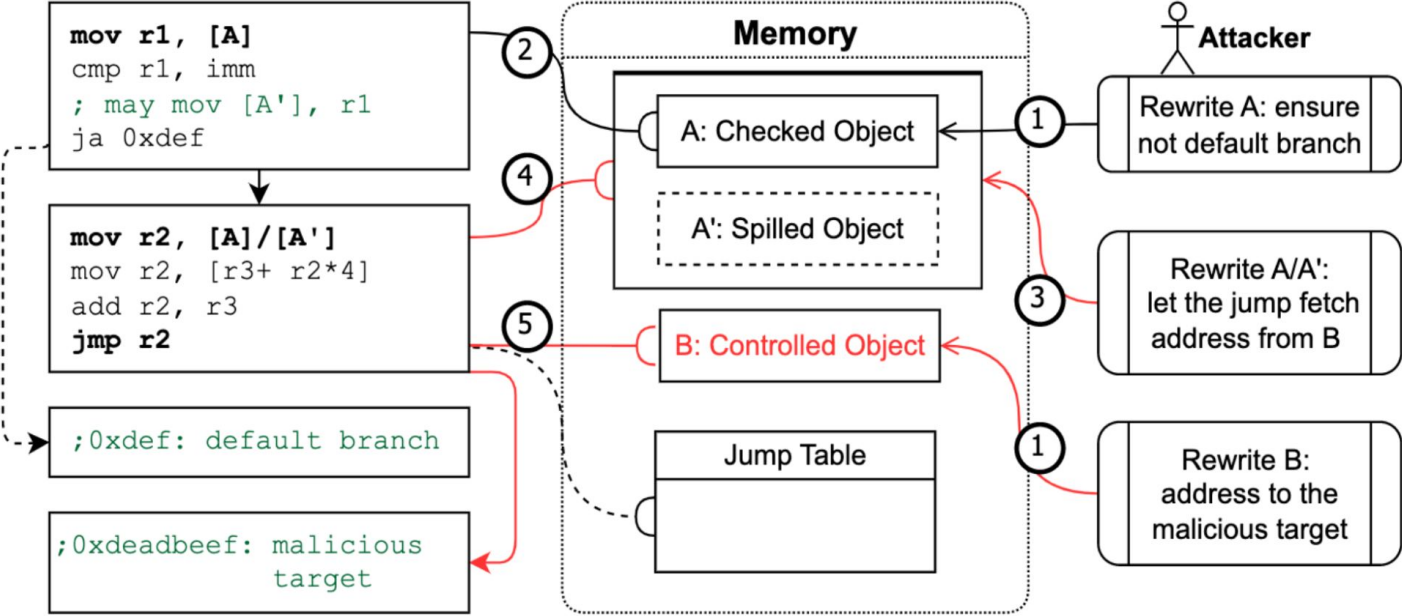 mov r1, [A]
cmp r1, imm
; may mov [A'], r1
ja 0xdef
mov r2, [A]/[A']
mov r2, [r3+ r2*4]
add r2, r3
jmp r2
;0xdef: default branch
;0xdeadbeef: malicious
target
2
4
5
Memory
A: Checked Object
A': Spilled Object
B: Controlled Object
Jump Table
1
3
1
Attacker
Rewrite A: ensure
not default branch
Rewrite A/A':
let the jump fetch
address from B
Rewrite B:
address to the
malicious target